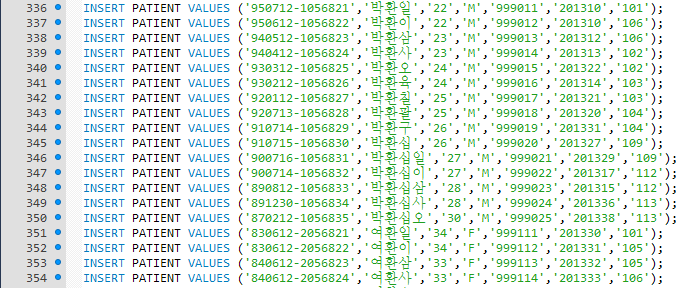 336 INSERT PATIENT VALUES ('950712-1056821','박환일','22','M','999011','201310','101');
337 INSERT PATIENT VALUES ('950612-1056822','박환이','22','M','999012','201310','106');
338 INSERT PATIENT VALUES ('940512-1056823','박환삼','23','M','999013','201312','106');
339 INSERT PATIENT VALUES ('940412-1056824','박환사','23','M','999014','201313','102');
340 INSERT PATIENT VALUES ('930312-1056825','박환오','24','M','999015','201322','102');
341 INSERT PATIENT VALUES ('930212-1056826','박환육','24','M','999016','201314','103');
342 INSERT PATIENT VALUES ('920112-1056827','박환칠','25','M','999017','201321','103');
343 INSERT PATIENT VALUES ('920713-1056828','박환팔','25','M','999018','201320','104');
344 INSERT PATIENT VALUES ('910714-1056829','박환구','26','M','999019','201331','104');
345 INSERT PATIENT VALUES ('910715-1056830','박환십','26','M','999020','201327','109');
346 INSERT PATIENT VALUES ('900716-1056831','박환십일','27','M','999021','201329','109');
347 INSERT PATIENT VALUES ('900714-1056832','박환십이','27','M','999022','201317','112');
348 INSERT PATIENT VALUES ('890812-1056833','박환십삼','28','M','999023','201315','112');
349 INSERT PATIENT VALUES ('891230-1056834','박환십사','28','M','999024','201336','113');
350 INSERT PATIENT VALUES ('870212-1056835','박환십오','30','M','999025','201338','113');
351 INSERT PATIENT VALUES ('830612-2056821','여환일','34','F','999111','201330','101');
352 INSERT PATIENT VALUES ('830612-2056822','여환이','34','F','999112','201331','105');
353 INSERT PATIENT VALUES ('840612-2056823','여환삼','33','F','999113','201332','105');
354 INSERT PATIENT VALUES ('840612-2056824','여환사','33','F','999114','201333','106');